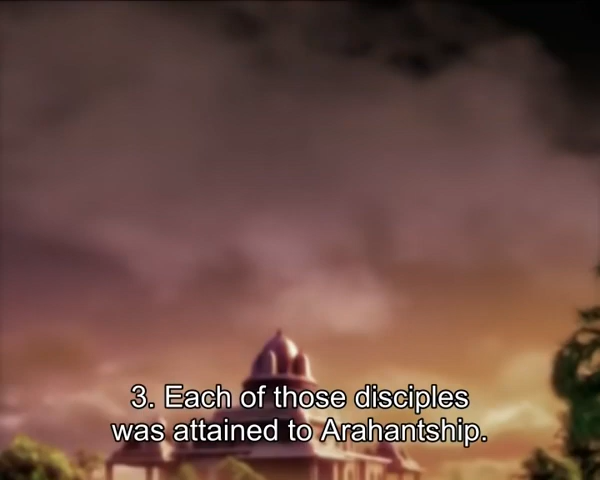 3. Each of those disciples
was attained to Arahantship.